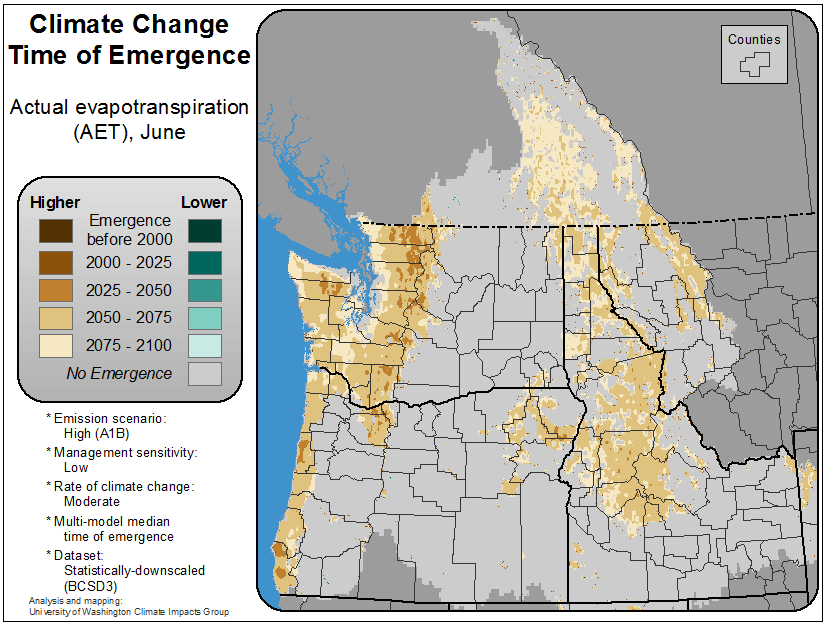 Climate Change
Time of Emergence
Actual evapotranspiration
(AET), June
Higher Lower
Emergence
before 2000
2000 - 2025
2025 - 2050
2050 - 2075
2075 - 2100
No Emergence
* Emission scenario:
High (A1B)
* Management sensitivity:
Low
* Rate of climate change:
Moderate
* Multi-model median
time of emergence
* Dataset:
Statistically-downscaled
(BCSD3)
Analysis and mapping:
University of Washington Climate Impacts Group
Counties